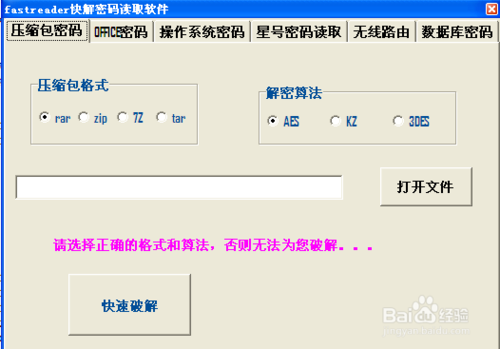 fastreader快解密码读取软件
压缩包密码 OFFICE密码 操作系统密码 星号密码读取 无线路由 数据库密码
压缩包格式 解密算法
rar zip 7Z tar AES KZ 3DES
打开文件
请选择正确的格式和算法，否则无法为您破解。。。
快速破解
Baidu经验
jingyan.baidu.com